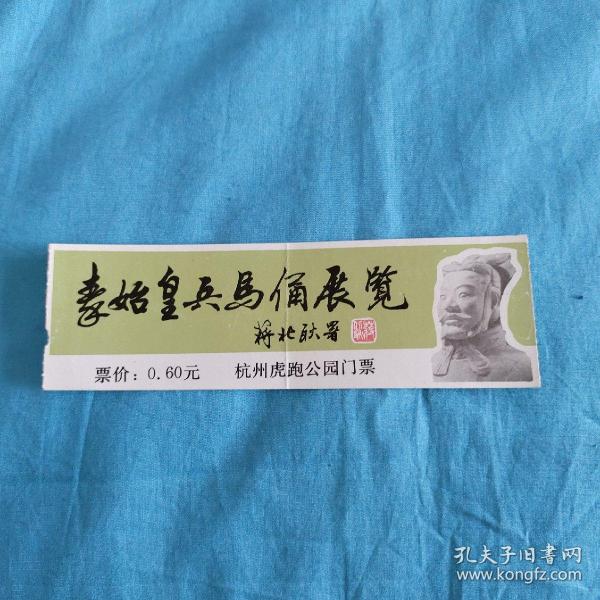 秦始皇兵马俑展览
蒋北耿署
票价：0.60元 杭州虎跑公园门票
孔夫子旧书网
www.kongfz.com